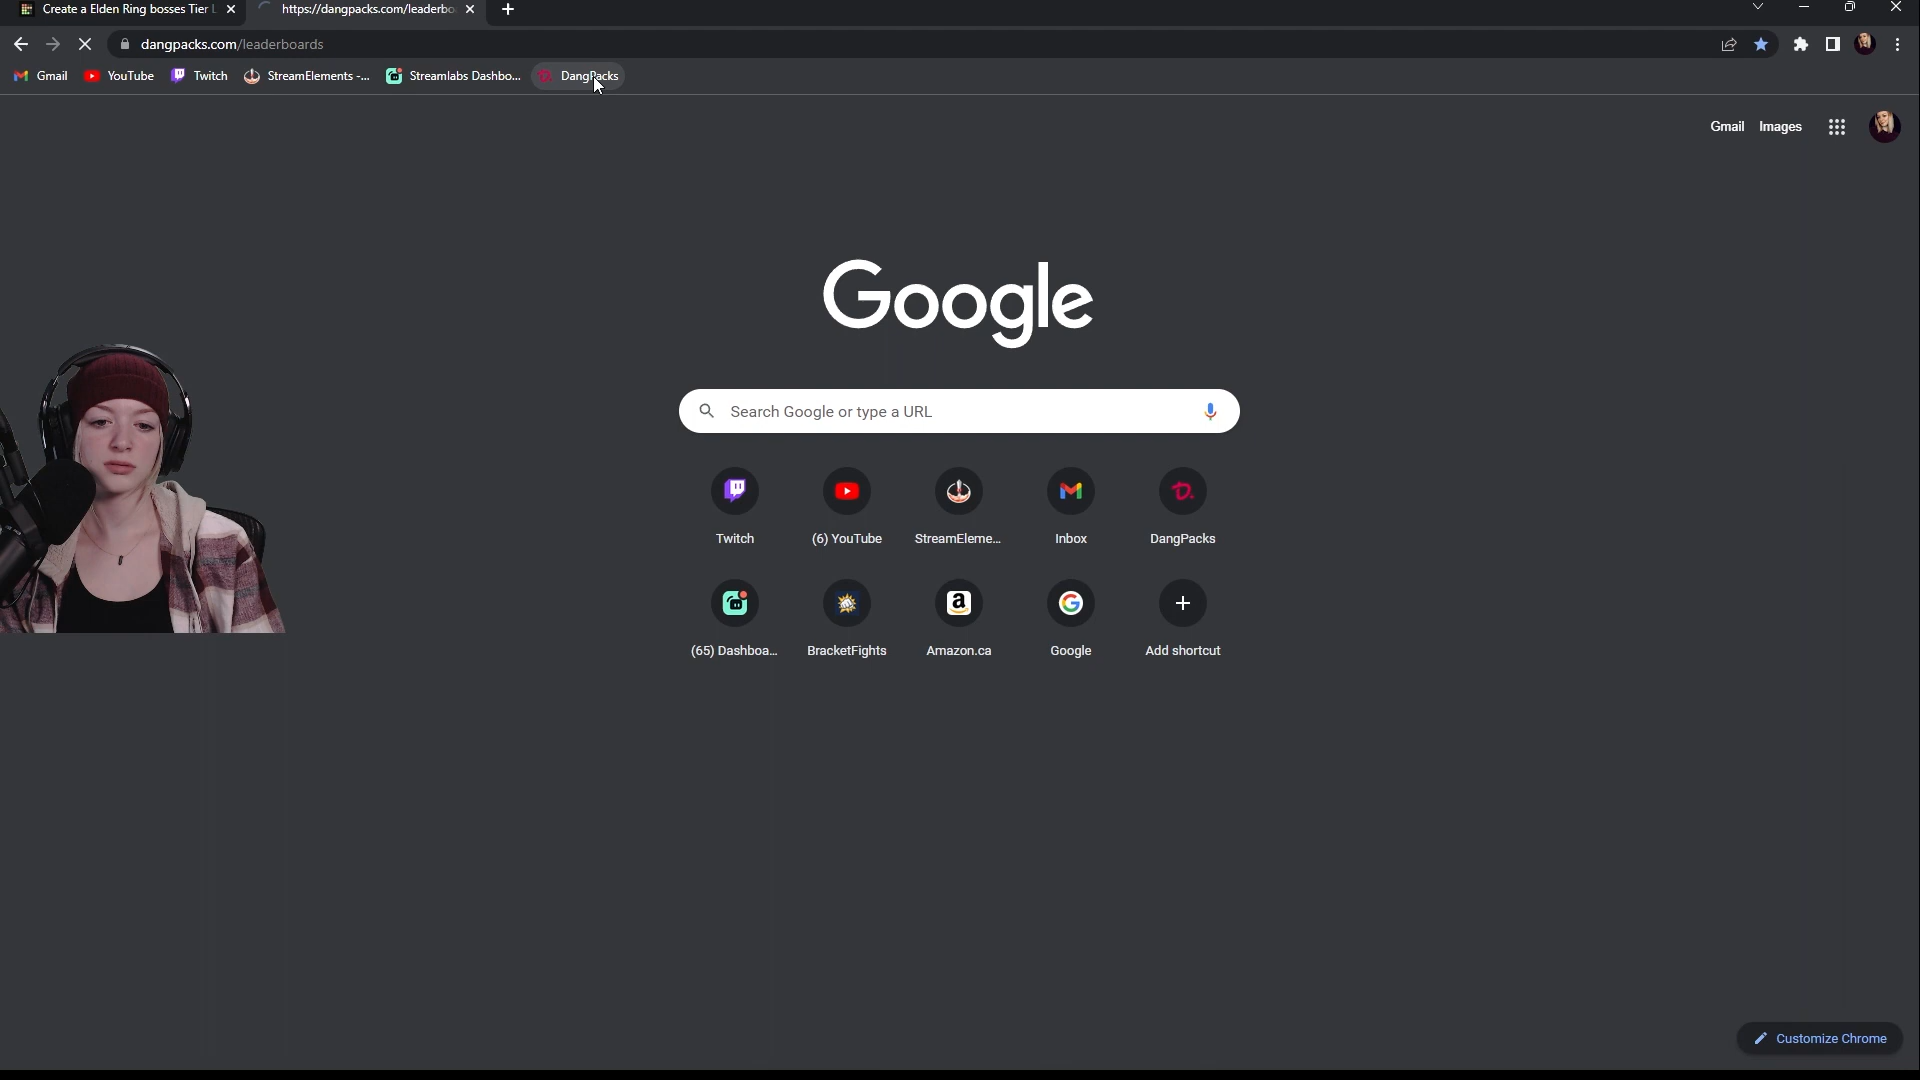 Create a Elden Ring bosses Tier L
https://dangpacks.com/leaderbo
dangpacks.com/leaderboards
Gmail
YouTube
Twitch
StreamElements -...
Streamlabs Dashbo...
DangPacks
Gmail Images
Google
Search Google or type a URL
Twitch
(6) YouTube
StreamEleme...
Inbox
DangPacks
(65) Dashboa...
BracketFights
Amazon.ca
Google
Add shortcut
Customize Chrome